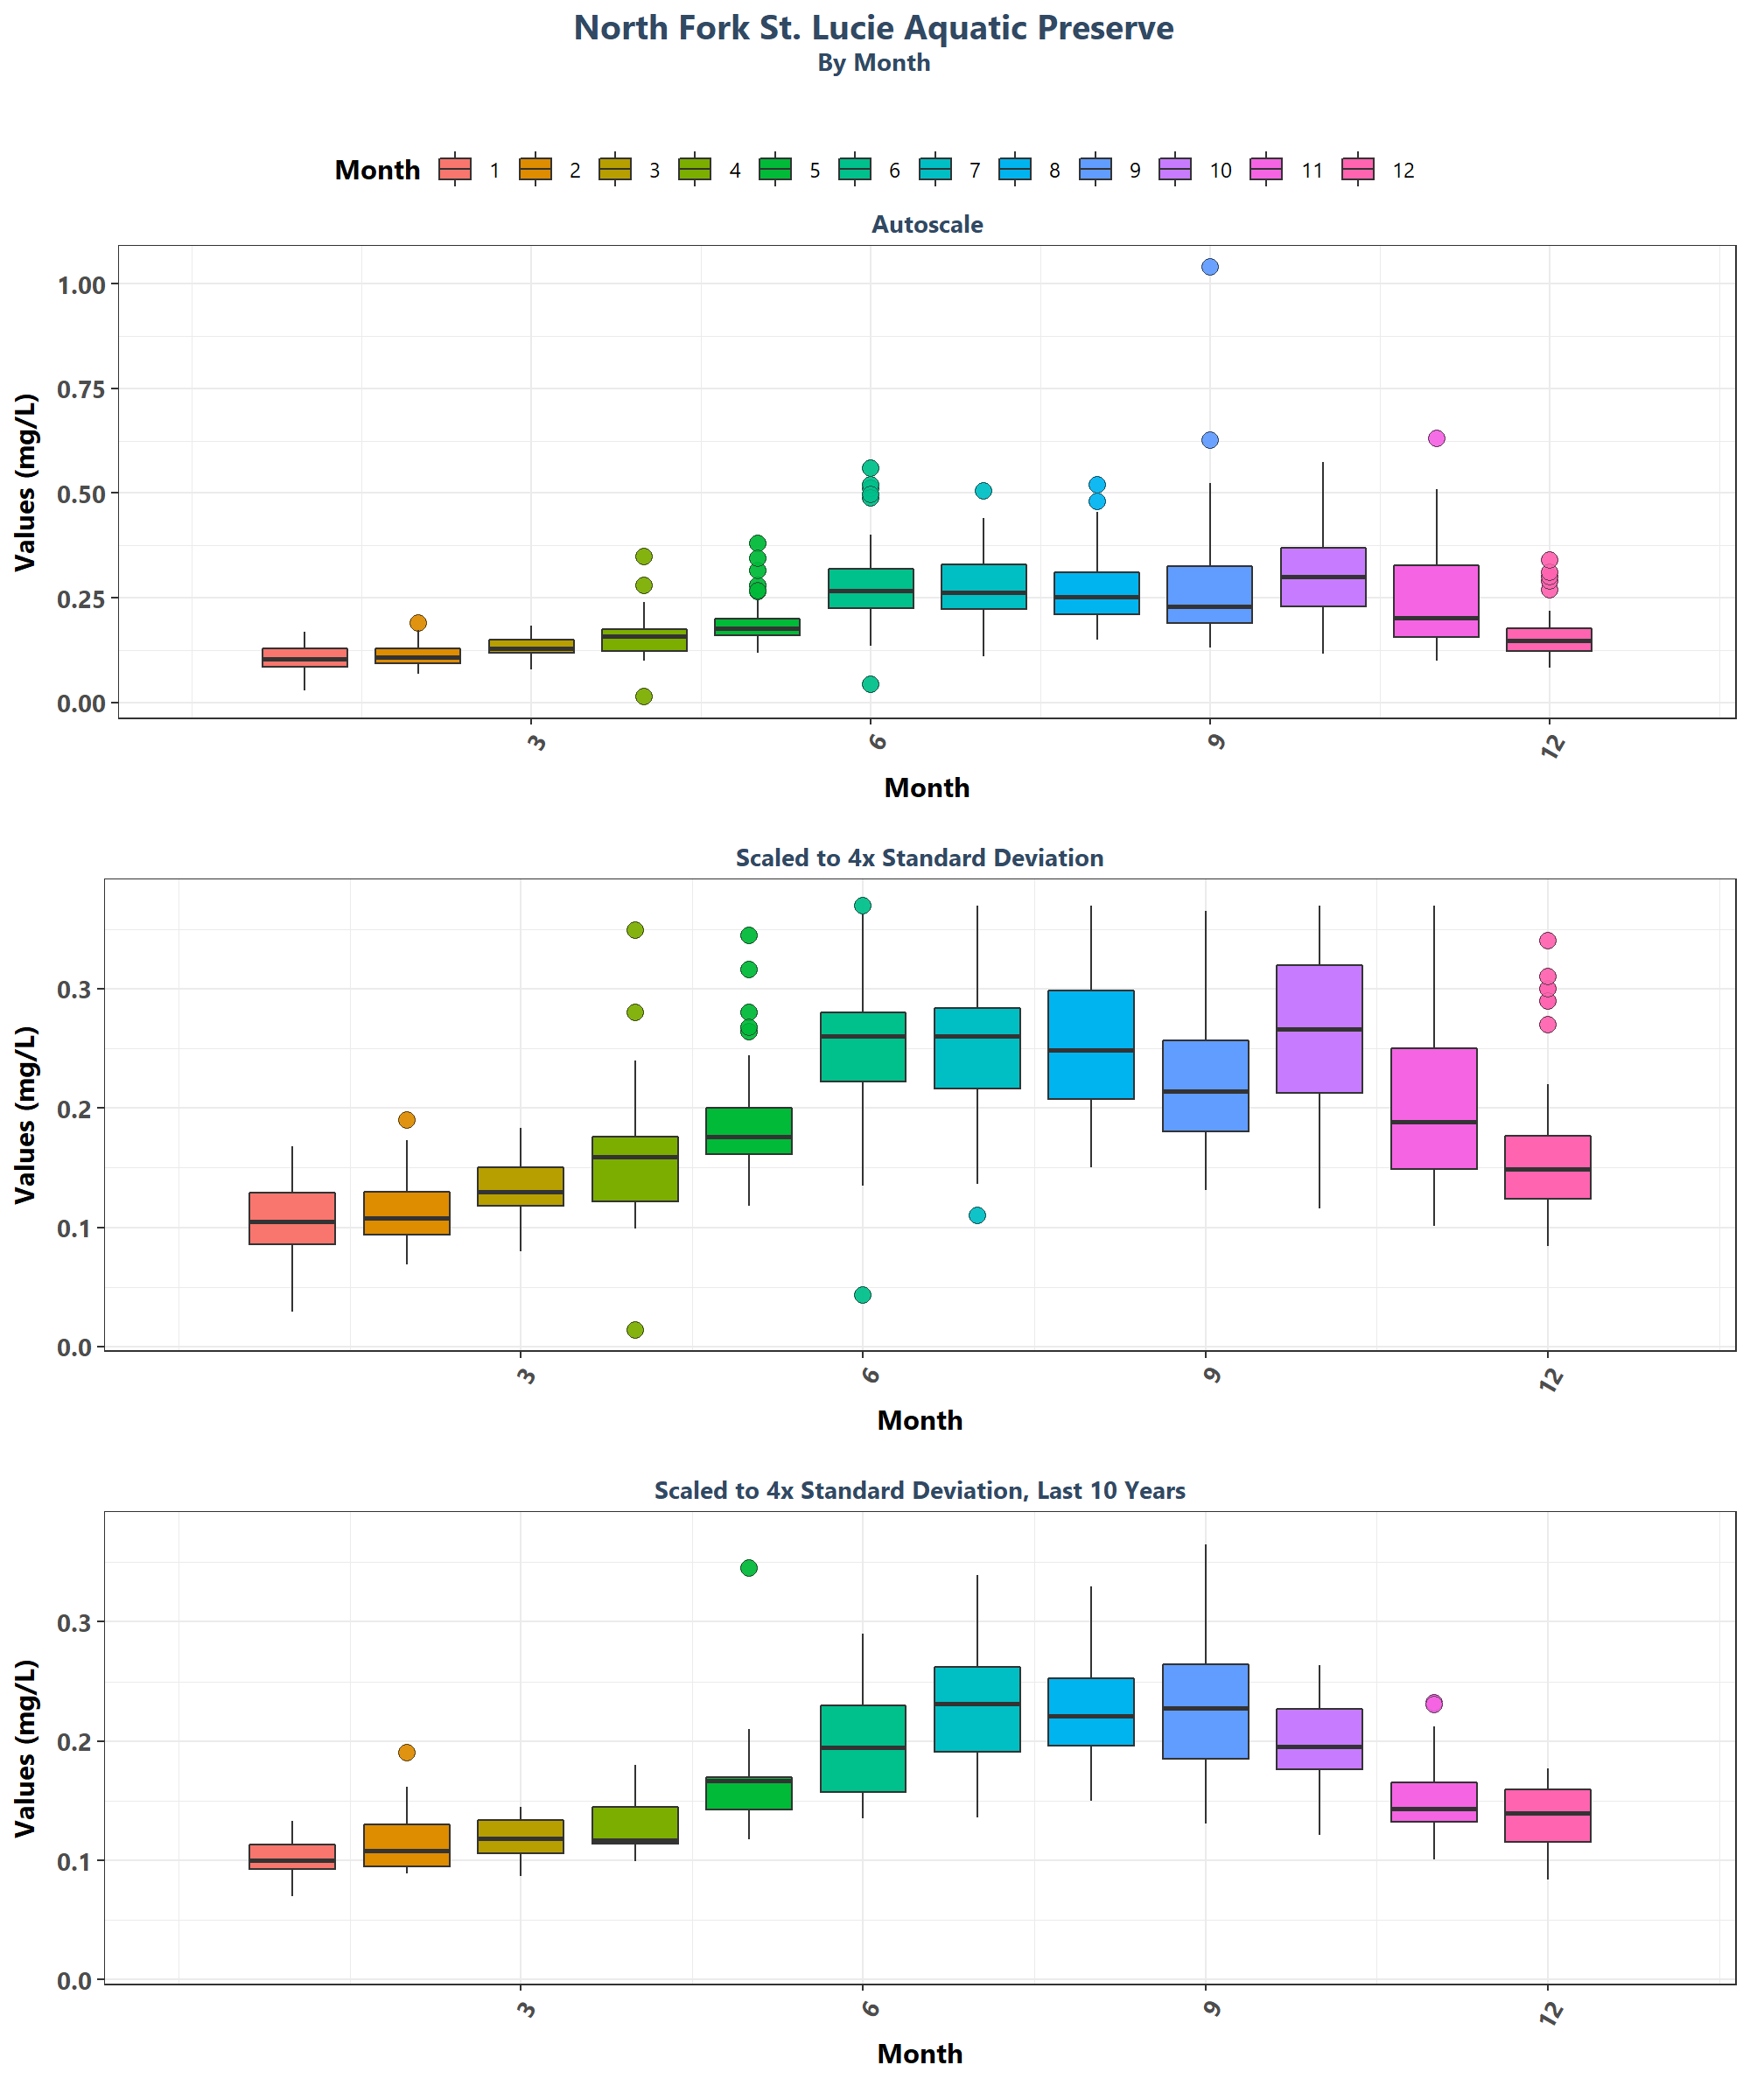 North Fork St. Lucie Aquatic Preserve
By Month
Month 1 2 3 4 5 6 7 8 9 10 11 12
Autoscale
Values (mg/L)
1.00
0.75
0.50
0.25
0.00
3 6 9 12
Month
Scaled to 4x Standard Deviation
Values (mg/L)
0.3
0.2
0.1
0.0
3 6 9 12
Month
Scaled to 4x Standard Deviation, Last 10 Years
Values (mg/L)
0.3
0.2
0.1
0.0
3 6 9 12
Month